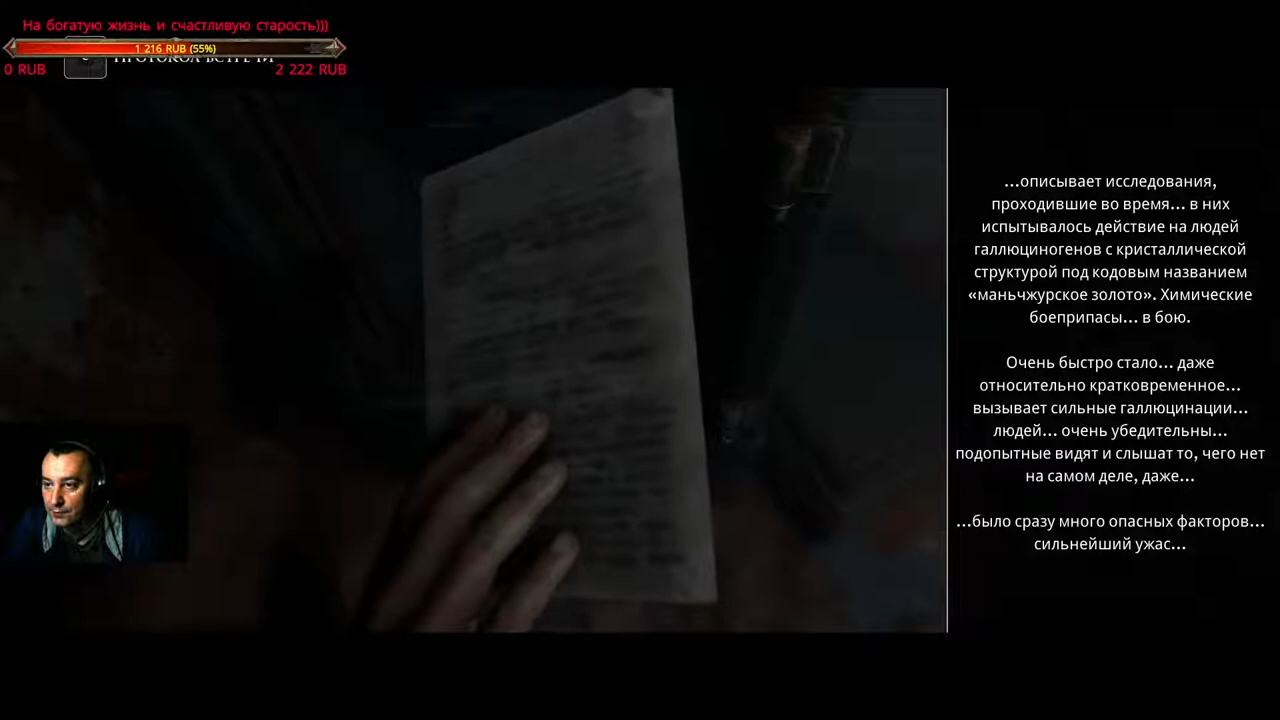 На богатую жизнь и счастливую старость)))
1 216 RUB (55%)
0 RUB
2 222 RUB
...описывает исследования,
проходившие во время... в них
испытывалось действие на людей
галлюциногенов с кристаллической
структурой под кодовым названием
«маньчжурское золото». Химические
боеприпасы... в бою.
Очень быстро стало... даже
относительно кратковременное...
вызывает сильные галлюцинации...
людей... очень убедительны...
подопытные видят и слышат то, чего нет
на самом деле, даже...
...было сразу много опасных факторов...
сильнейший ужас...